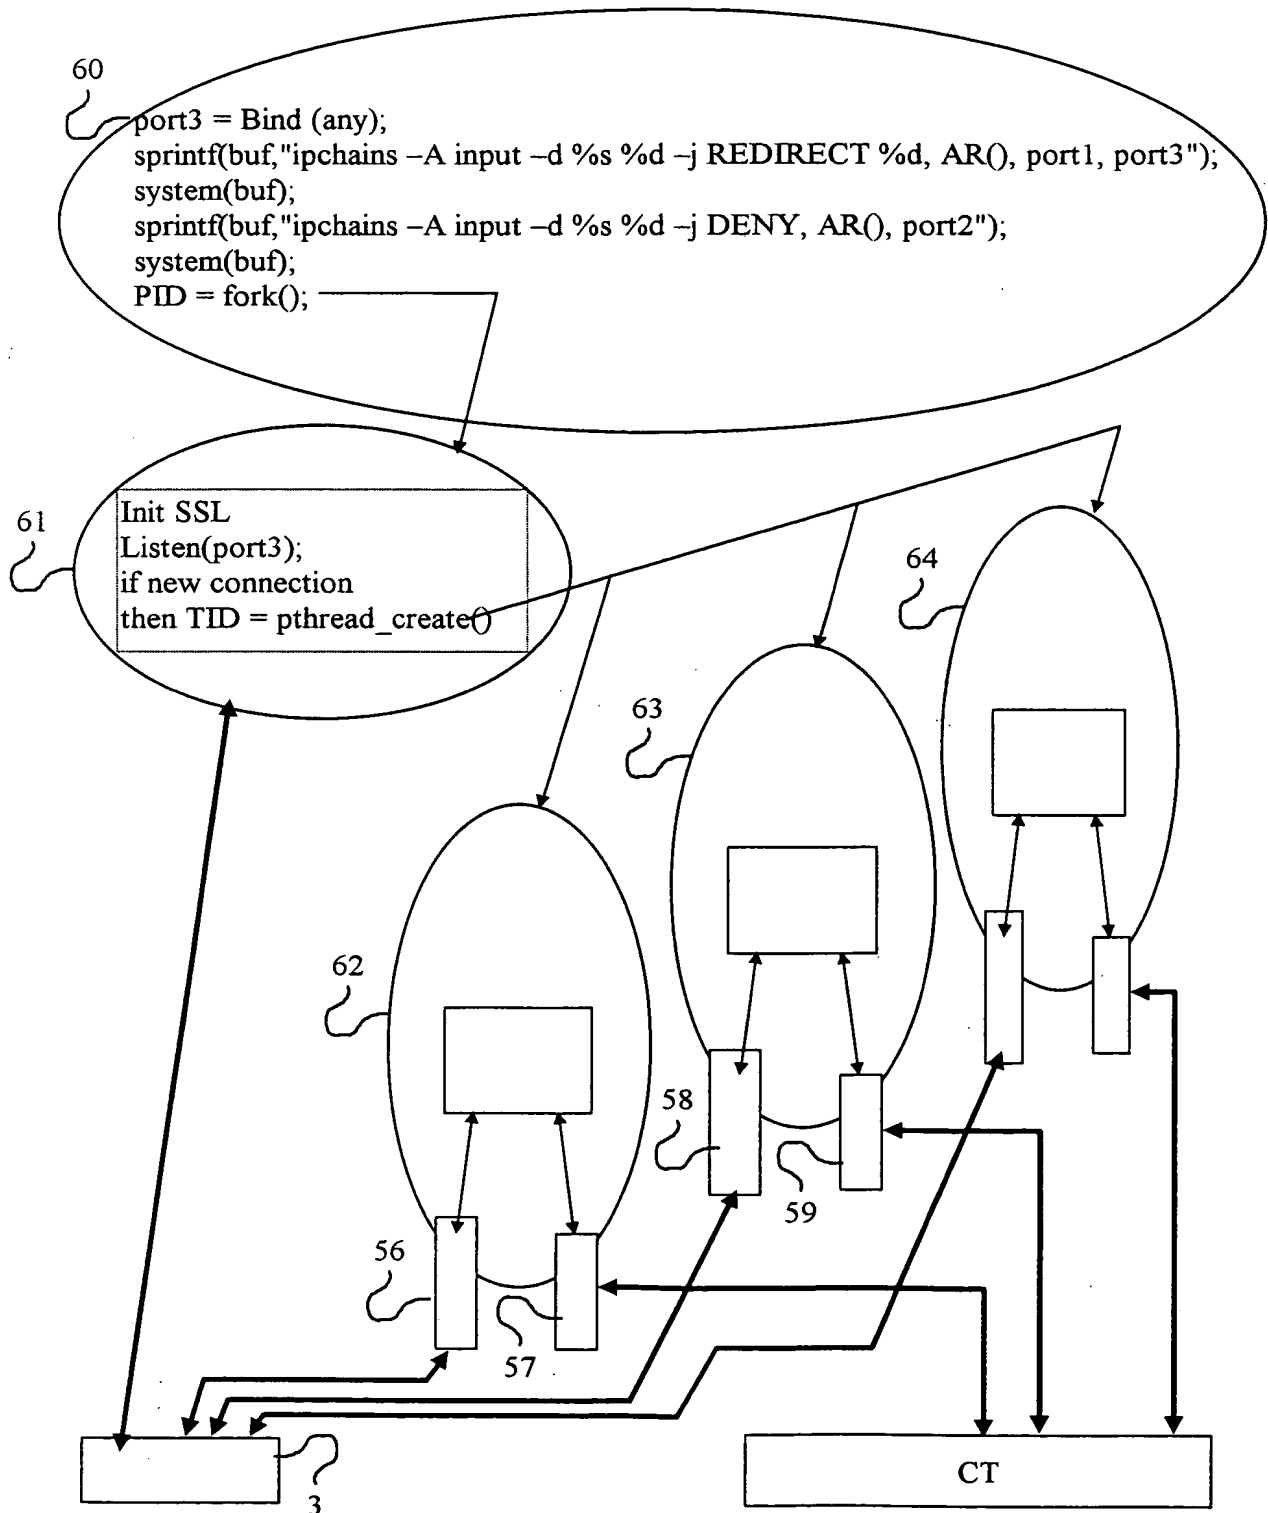 60
port3 = Bind (any);
sprintf(buf,"ipchains –A input –d %s %d –j REDIRECT %d, AR(), port1, port3");
system(buf);
sprintf(buf,"ipchains –A input –d %s %d –j DENY, AR(), port2");
system(buf);
PID = fork();
61
Init SSL
Listen(port3);
if new connection
then TID = pthread_create()
64
63
62
58
59
56
57
3
CT